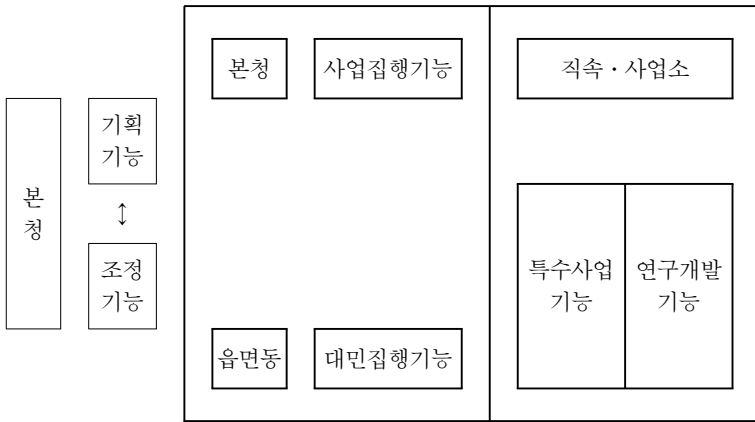 본청
기획
기능
↕
조정
기능
본청
사업집행기능
읍면동
대민집행기능
직속·사업소
특수사업
기능
연구개발
기능